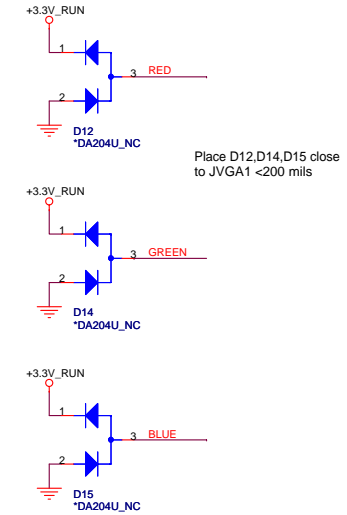 +3.3V_RUN
1
3 RED
2
D12
*DA204U_NC
Place D12,D14,D15 close
to JVGA1 <200 mils
+3.3V_RUN
1
3 GREEN
2
D14
*DA204U_NC
+3.3V_RUN
1
3 BLUE
2
D15
*DA204U_NC